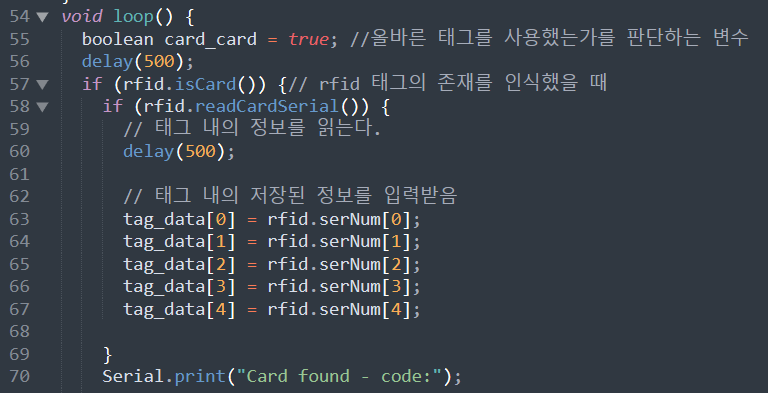 54 ▼ void loop() {
55 boolean card_card = true; //올바른 태그를 사용했는가를 판단하는 변수
56 delay(500);
57 ▼ if (rfid.isCard()) {// rfid 태그의 존재를 인식했을 때
58 ▼ if (rfid.readCardSerial()) {
59 // 태그 내의 정보를 읽는다.
60 delay(500);
61
62 // 태그 내의 저장된 정보를 입력받음
63 tag_data[0] = rfid.serNum[0];
64 tag_data[1] = rfid.serNum[1];
65 tag_data[2] = rfid.serNum[2];
66 tag_data[3] = rfid.serNum[3];
67 tag_data[4] = rfid.serNum[4];
68
69 }
70 Serial.print("Card found - code:");